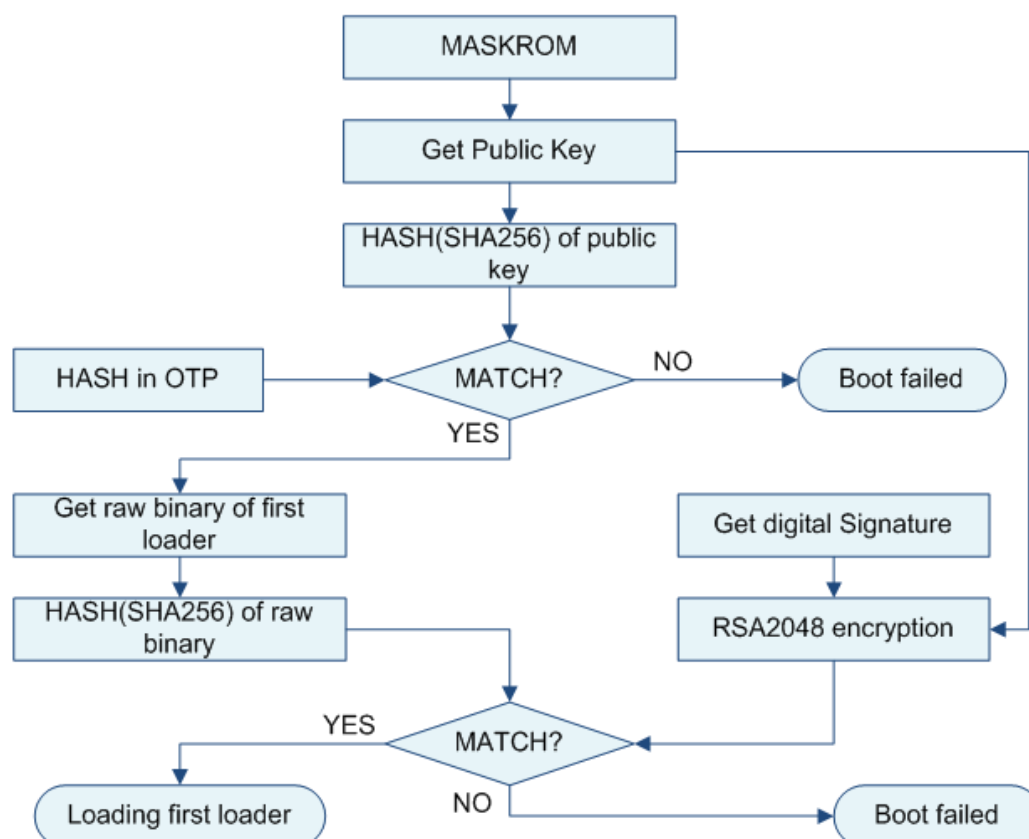 MASKROM
Get Public Key
HASH(SHA256) of public
key
HASH in OTP
MATCH?
NO
Boot failed
YES
Get raw binary of first
loader
Get digital Signature
HASH(SHA256) of raw
binary
RSA2048 encryption
YES
MATCH?
Loading first loader
NO
Boot failed